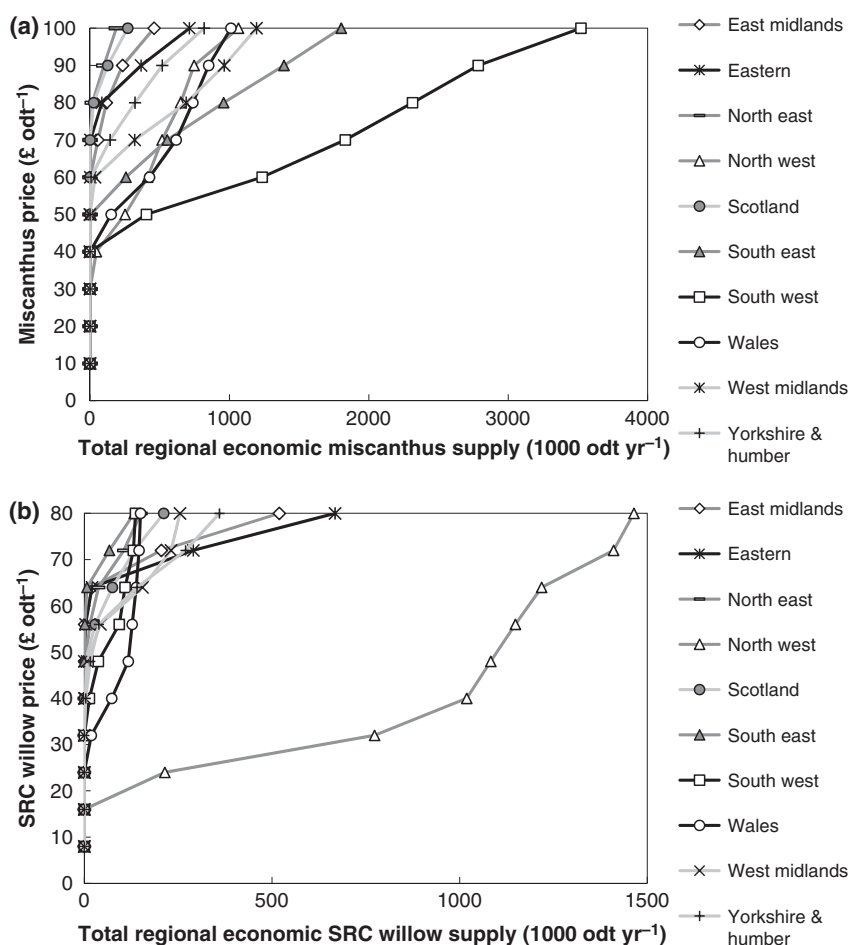 (a)
100
90
80
70
60
50
40
30
20
10
0
Miscanthus price (£ odt⁻¹)
0 1000 2000 3000 4000
Total regional economic miscanthus supply (1000 odt yr⁻¹)
East midlands
Eastern
North east
North west
Scotland
South east
South west
Wales
West midlands
Yorkshire &
humber
(b)
80
72
60
56
48
40
30
20
10
0
SRC willow price (£ odt⁻¹)
0 500 1000 1500
Total regional economic SRC willow supply (1000 odt yr⁻¹)
East midlands
Eastern
North east
North west
Scotland
South east
South west
Wales
West midlands
Yorkshire &
humber